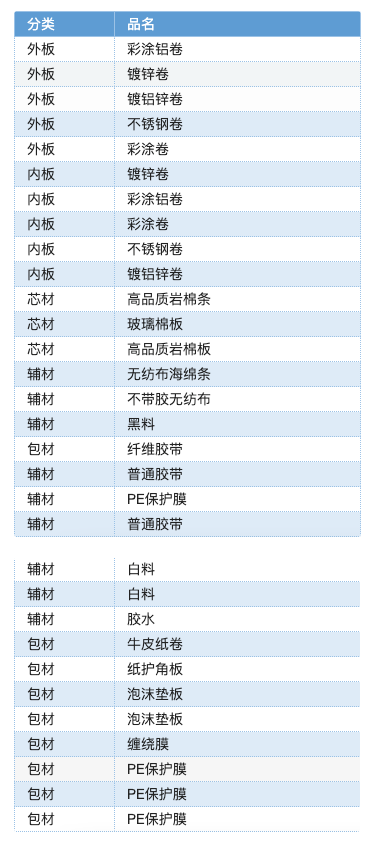 分类 品名
外板 彩涂铝卷
外板 镀锌卷
外板 镀铝锌卷
外板 不锈钢卷
外板 彩涂卷
内板 镀锌卷
内板 彩涂铝卷
内板 彩涂卷
内板 不锈钢卷
内板 镀铝锌卷
芯材 高品质岩棉条
芯材 玻璃棉板
芯材 高品质岩棉板
辅材 无纺布海绵条
辅材 不带胶无纺布
辅材 黑料
包材 纤维胶带
辅材 普通胶带
辅材 PE保护膜
辅材 普通胶带
辅材 白料
辅材 白料
辅材 胶水
包材 牛皮纸卷
包材 纸护角板
包材 泡沫垫板
包材 泡沫垫板
包材 缠绕膜
包材 PE保护膜
包材 PE保护膜
包材 PE保护膜